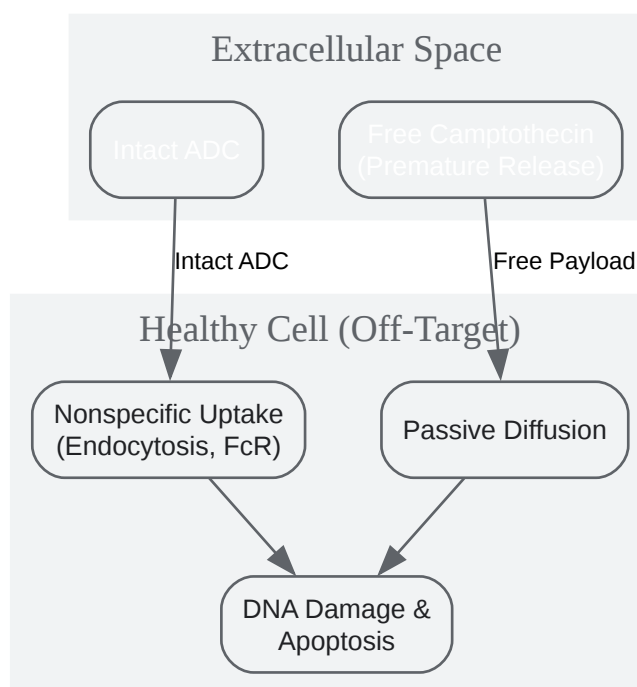 Extracellular Space
Intact ADC
Free Camptothecin
(Premature Release)
Intact ADC
Free Payload
Healthy Cell (Off-Target)
Nonspecific Uptake
(Endocytosis, FcR)
Passive Diffusion
DNA Damage &
Apoptosis